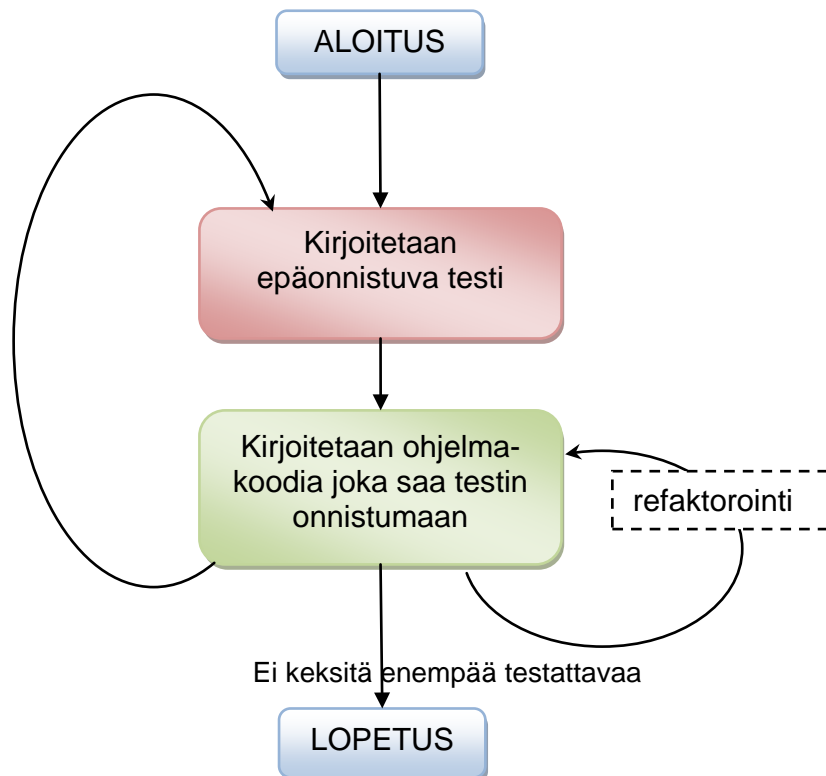 ALOITUS
Kirjoitetaan
epäonnistuva testi
Kirjoitetaan ohjelma-
koodia joka saa testin
onnistumaan
refaktorointi
Ei keksitä enempää testattavaa
LOPETUS